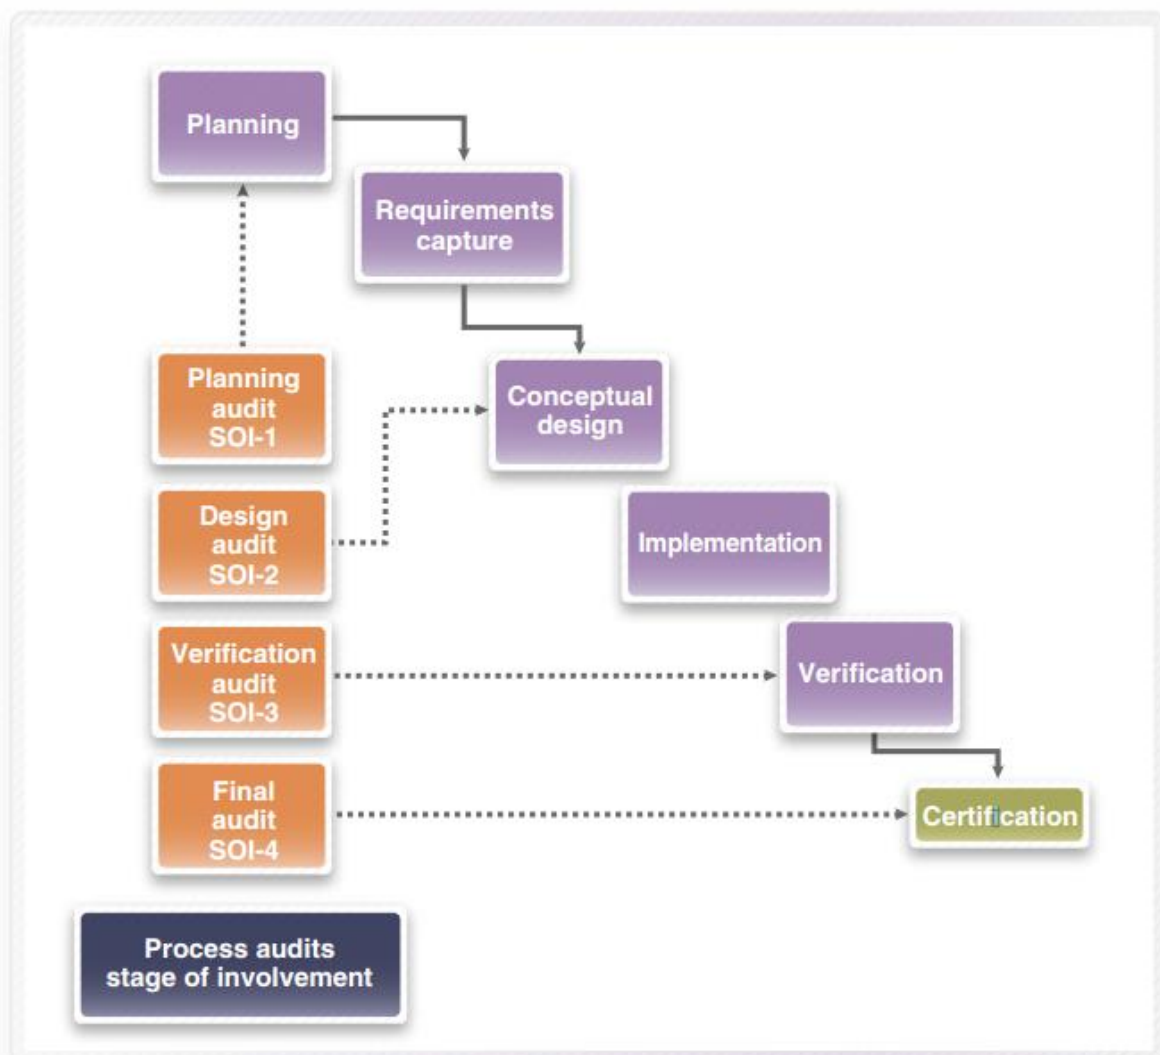 Planning
Requirements
capture
Planning
audit
SOI-1
Conceptual
design
Design
audit
SOI-2
Implementation
Verification
audit
SOI-3
Verification
Final
audit
SOI-4
Certification
Process audits
stage of involvement